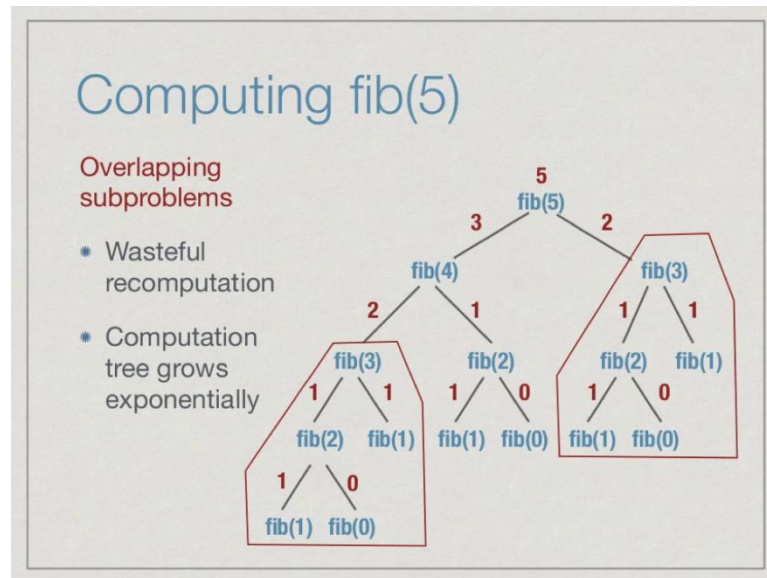 Computing fib(5)
Overlapping
subproblems
Wasteful
recomputation
Computation
tree grows
exponentially
5
fib(5)
3 2
fib(4) fib(3)
2 1 1 1
fib(3) fib(2) fib(2) fib(1)
1 1 1 0 1 0
fib(2) fib(1) fib(1) fib(0) fib(1) fib(0)
1 0
fib(1) fib(0)